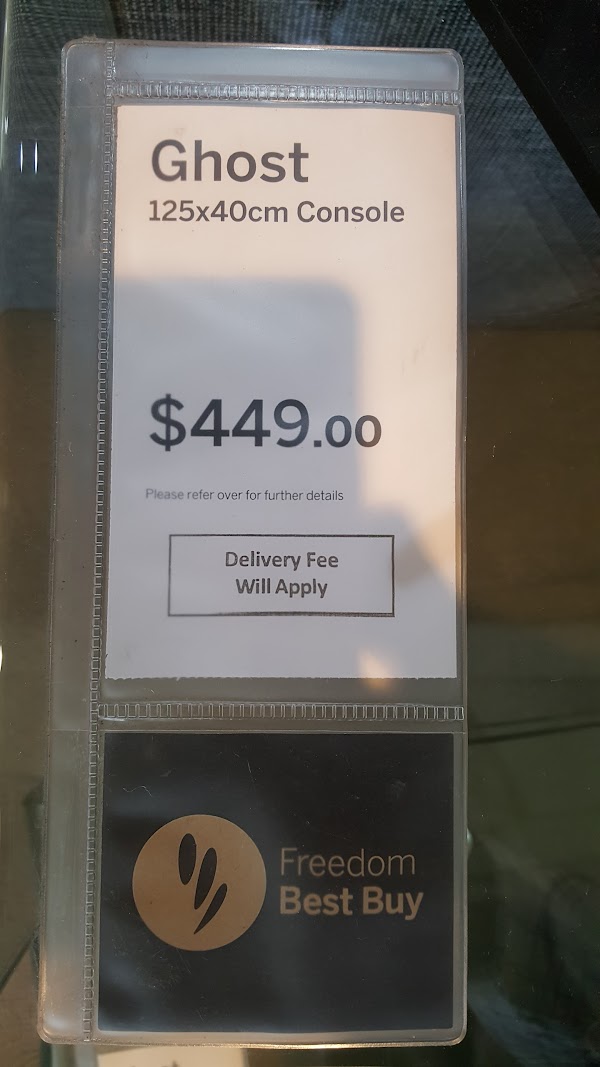 Ghost
125x40cm Console
$449.00
Please refer over for further details
Delivery Fee
Will Apply
Freedom
Best Buy